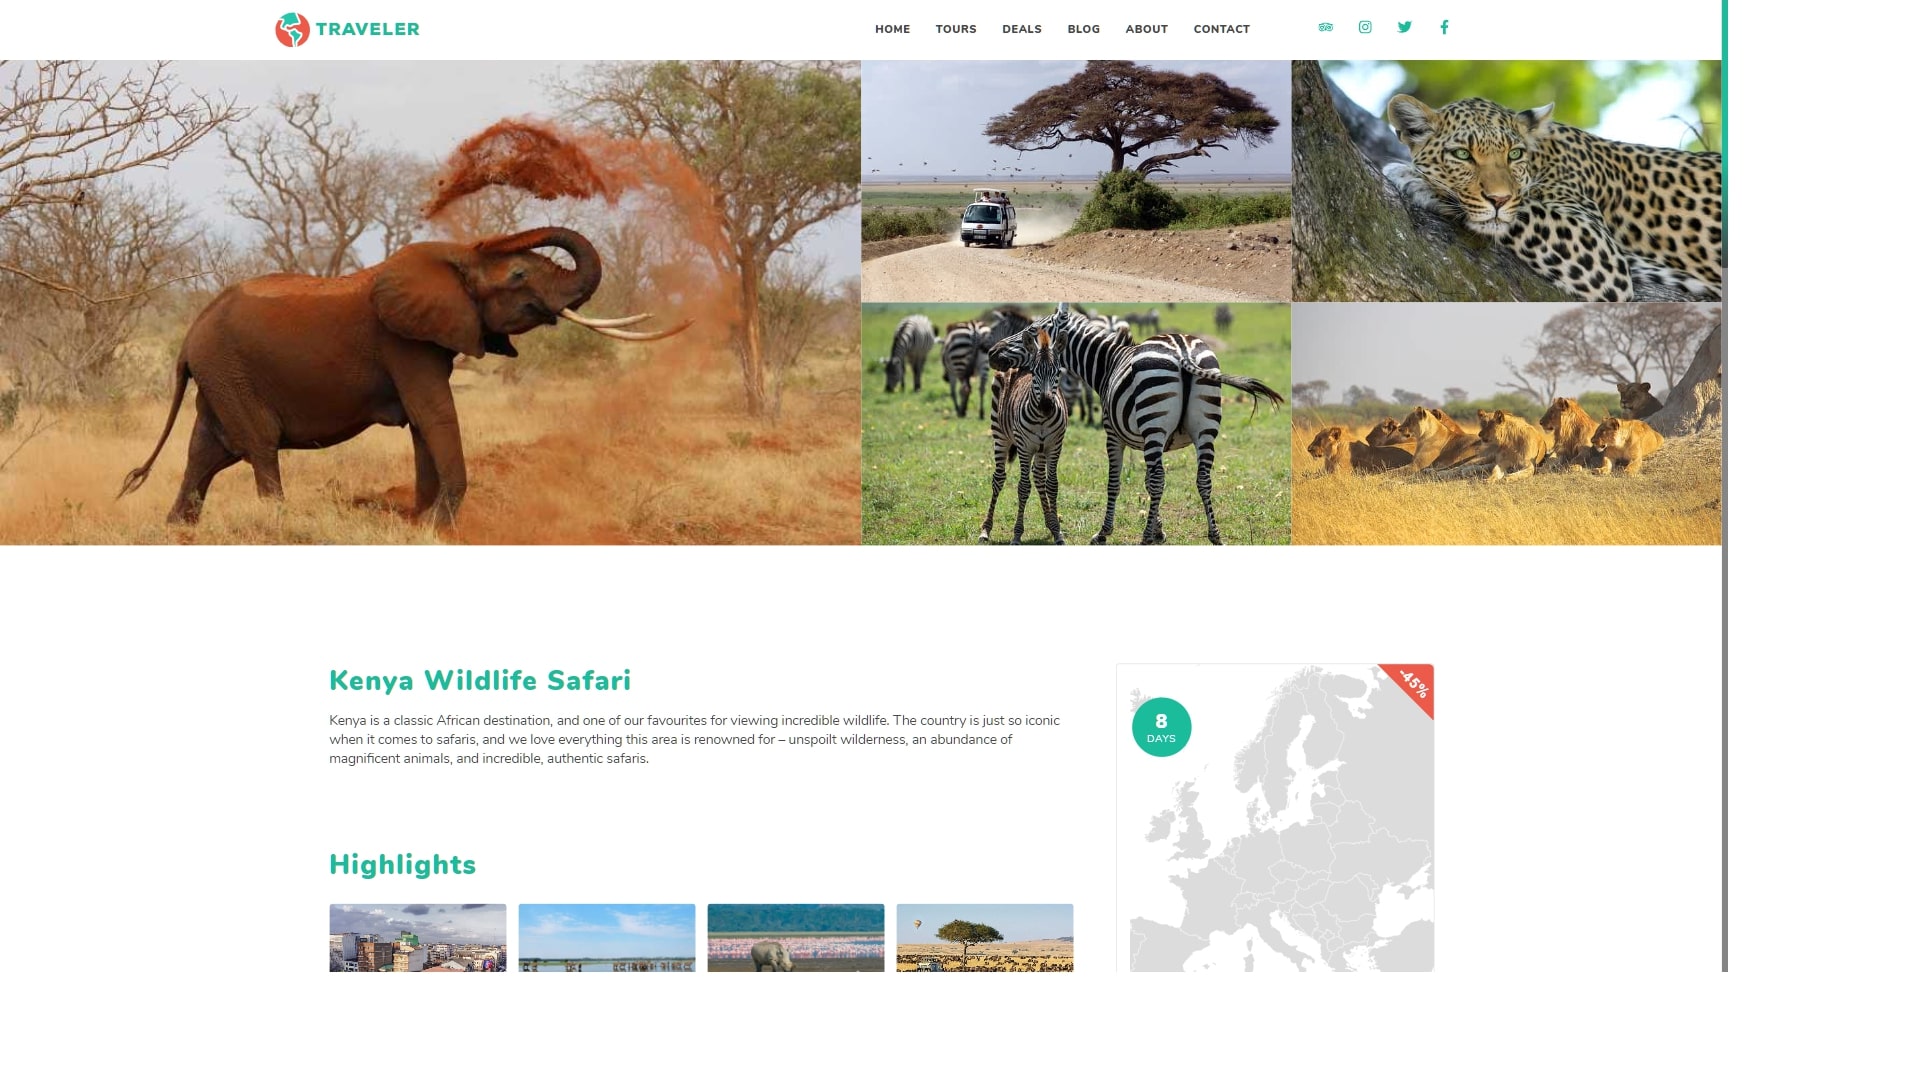 TRAVELER
HOME TOURS DEALS BLOG ABOUT CONTACT
Kenya Wildlife Safari
Kenya is a classic African destination, and one of our favourites for viewing incredible wildlife. The country is just so iconic
when it comes to safaris, and we love everything this area is renowned for – unspoilt wilderness, an abundance of
magnificent animals, and incredible, authentic safaris.
-45%
8
DAYS
Highlights